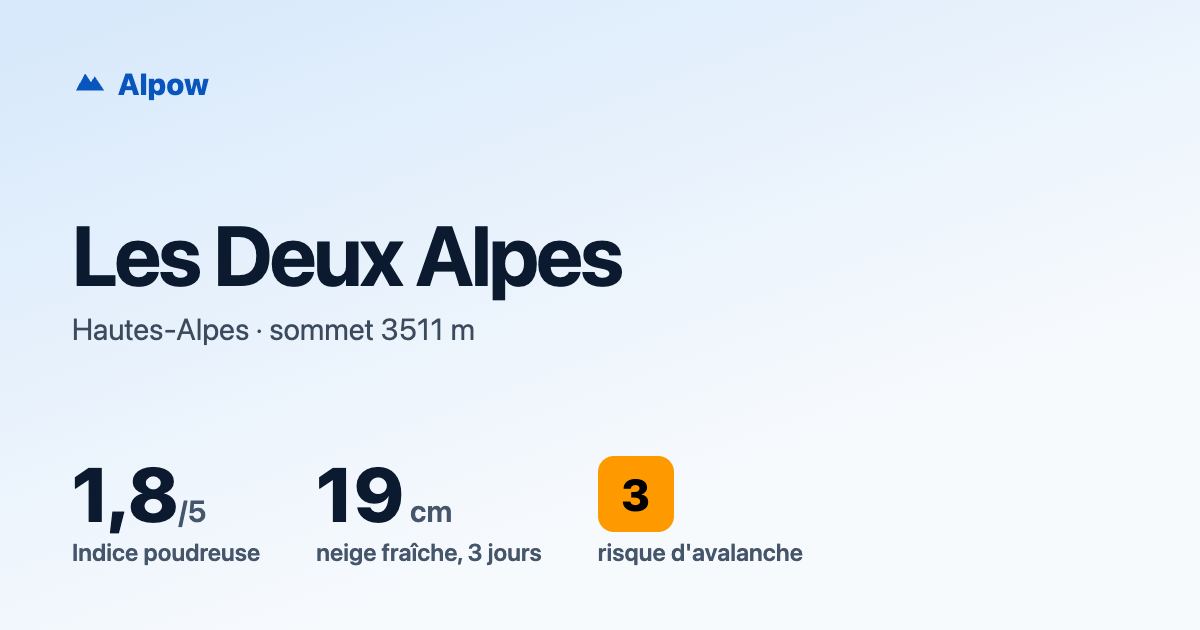 Alpow
Les Deux Alpes
Hautes-Alpes · sommet 3511 m
1,8/5 19 cm 3
Indice poudreuse neige fraîche, 3 jours risque d'avalanche